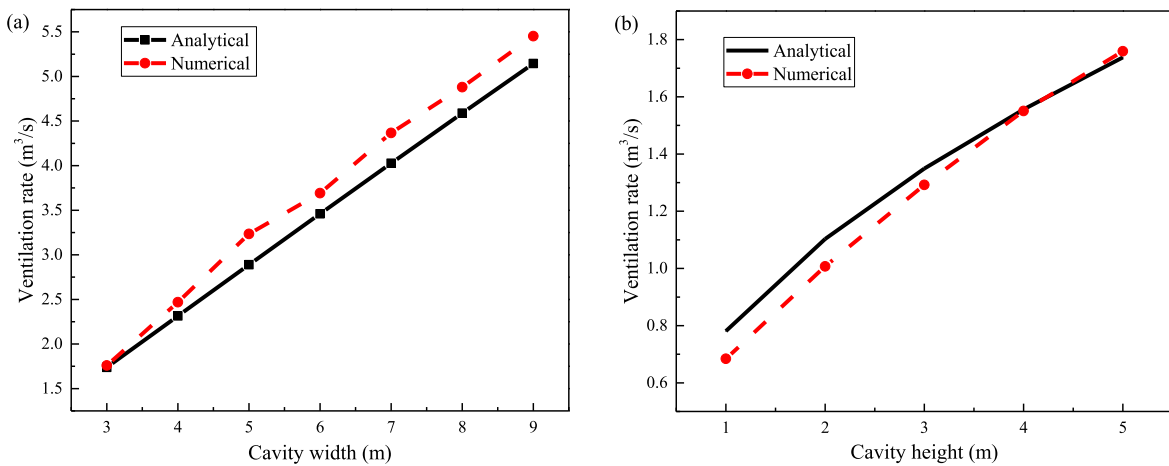 (a)
Analytical
Numerical
5.5
5.0
4.5
4.0
3.5
3.0
2.5
2.0
1.5
Ventilation rate (m³/s)
3 4 5 6 7 8 9
Cavity width (m)
(b)
Analytical
Numerical
1.8
1.6
1.4
1.2
1.0
0.8
0.6
Ventilation rate (m³/s)
1 2 3 4 5
Cavity height (m)